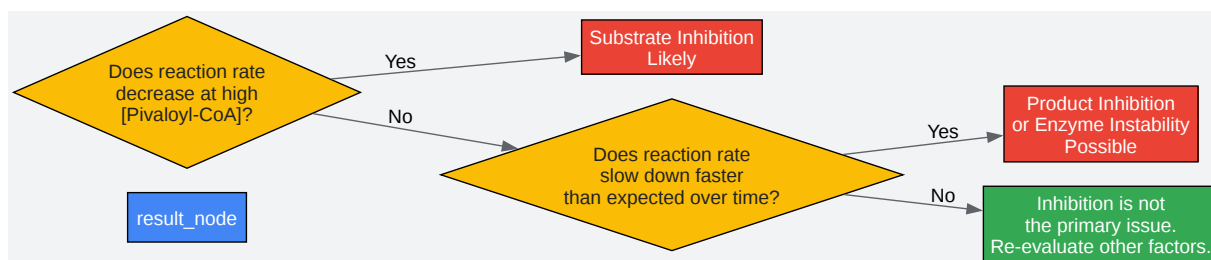 Does reaction rate
decrease at high
[Pivaloyl-CoA]?
Yes
Substrate Inhibition
Likely
No
Does reaction rate
slow down faster
than expected over time?
Yes
Product Inhibition
or Enzyme Instability
Possible
No
Inhibition is not
the primary issue.
Re-evaluate other factors.
result_node